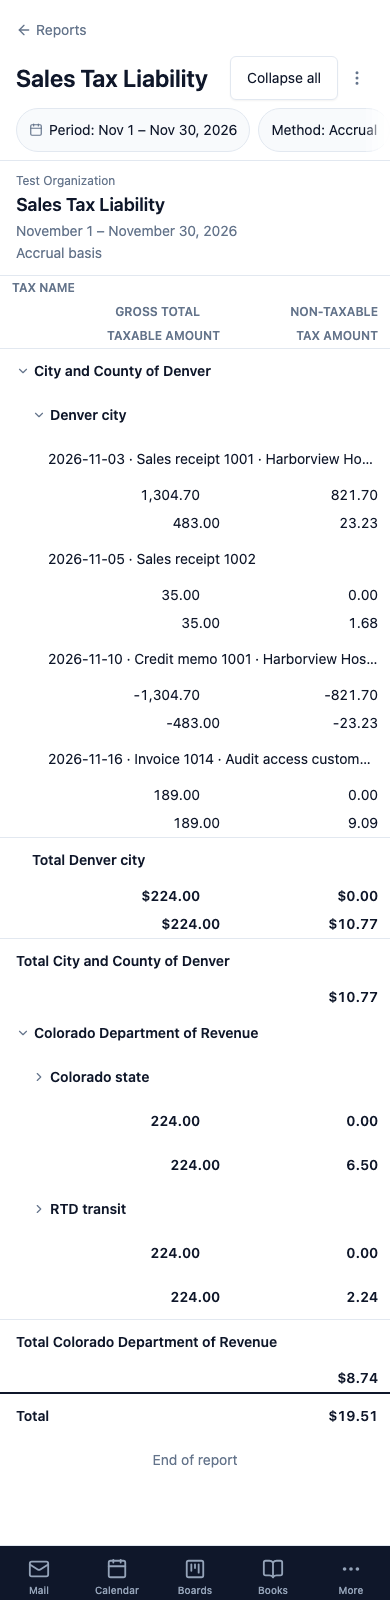 Reports
Sales Tax Liability
Collapse all
Period: Nov 1 – Nov 30, 2026
Method: Accrual
Test Organization
Sales Tax Liability
November 1 – November 30, 2026
Accrual basis
TAX NAME
GROSS TOTAL NON-TAXABLE
TAXABLE AMOUNT TAX AMOUNT
City and County of Denver
Denver city
2026-11-03 · Sales receipt 1001 · Harborview Ho...
1,304.70 821.70
483.00 23.23
2026-11-05 · Sales receipt 1002
35.00 0.00
35.00 1.68
2026-11-10 · Credit memo 1001 · Harborview Hos...
-1,304.70 -821.70
-483.00 -23.23
2026-11-16 · Invoice 1014 · Audit access custom...
189.00 0.00
189.00 9.09
Total Denver city
$224.00 $0.00
$224.00 $10.77
Total City and County of Denver
$10.77
Colorado Department of Revenue
Colorado state
224.00 0.00
224.00 6.50
RTD transit
224.00 0.00
224.00 2.24
Total Colorado Department of Revenue
$8.74
Total $19.51
End of report
Mail Calendar Boards Books More